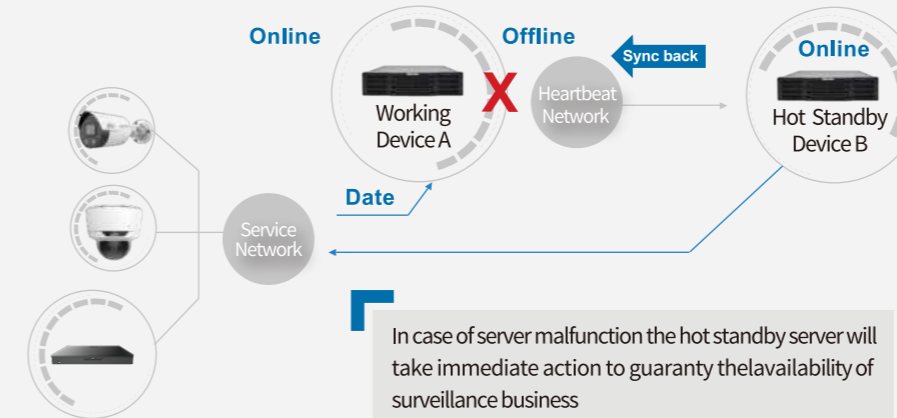 Online
Offline
Sync back
Online
Working
Device A
X
Heartbeat
Network
Hot Standby
Device B
Date
Service
Network
In case of server malfunction the hot standby server will
take immediate action to guaranty thelavailability of
surveillance business